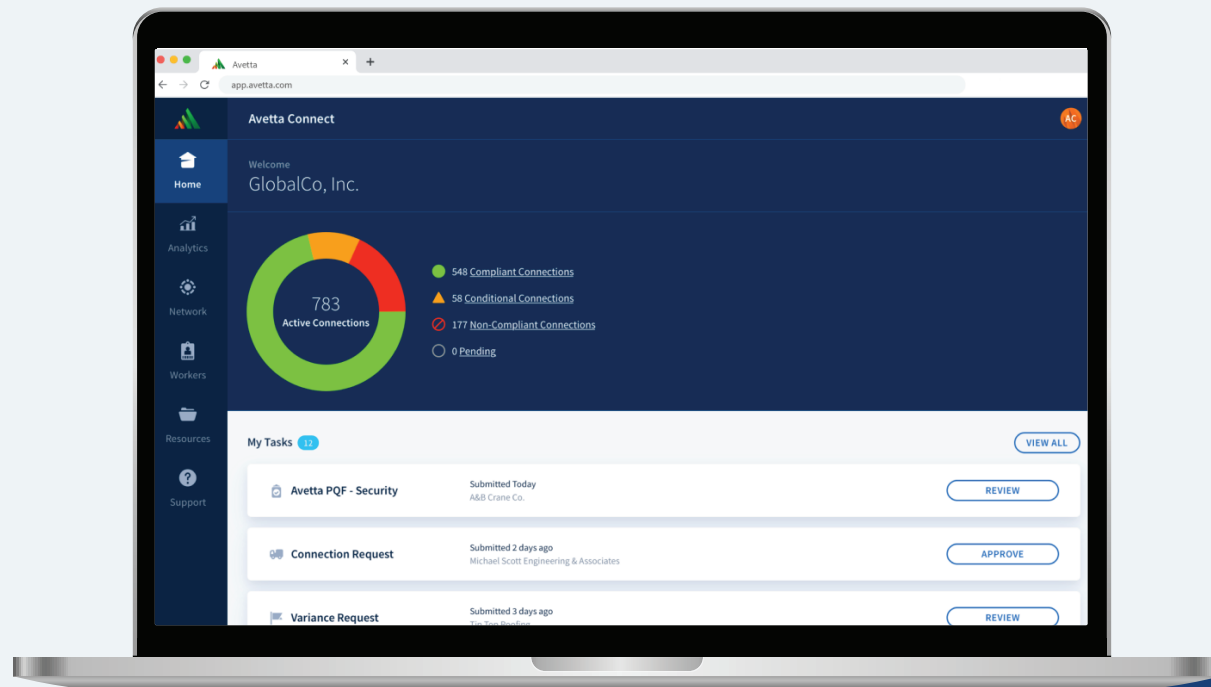 Avetta
app.avetta.com
Avetta Connect
AC
Home
Analytics
Network
Workers
Resources
Support
Welcome
GlobalCo, Inc.
783
Active Connections
548 Compliant Connections
58 Conditional Connections
177 Non-Compliant Connections
0 Pending
My Tasks 12
VIEW ALL
Avetta PQF - Security
Submitted Today
A&B Crane Co.
REVIEW
Connection Request
Submitted 2 days ago
Michael Scott Engineering & Associates
APPROVE
Variance Request
Submitted 3 days ago
Tip Top Roofing
REVIEW